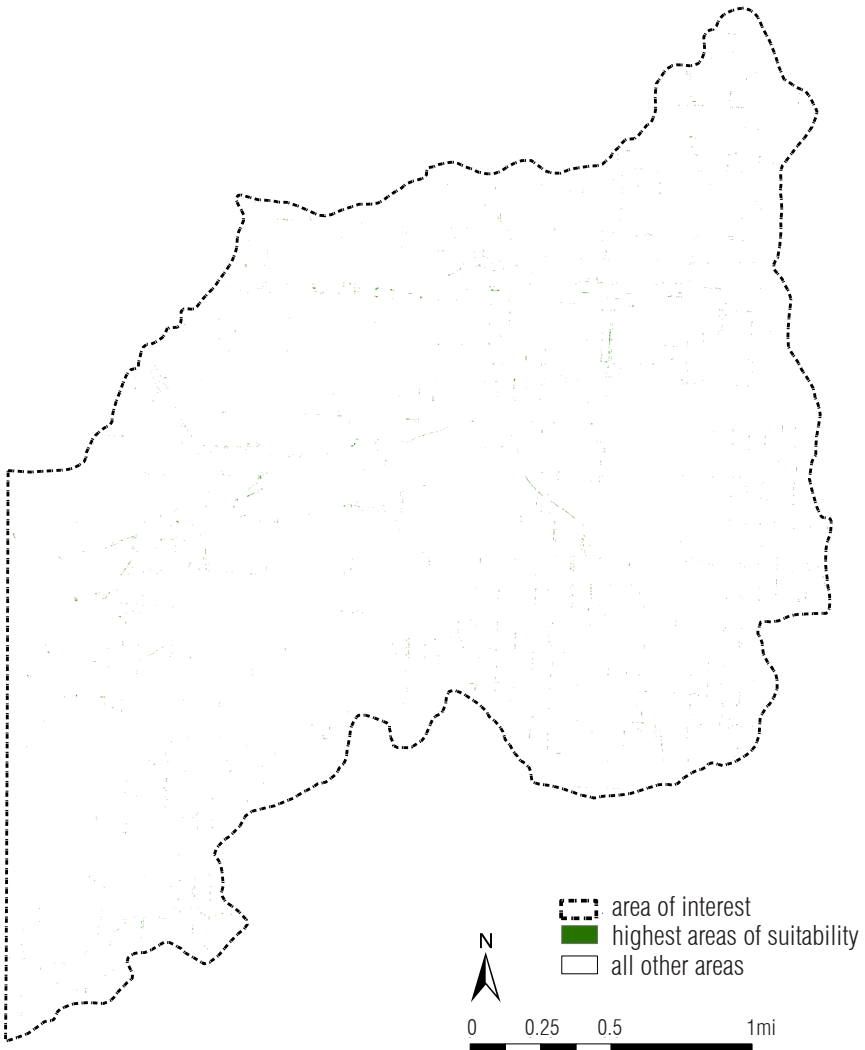 area of interest
highest areas of suitability
all other areas
N
0 0.25 0.5 1mi